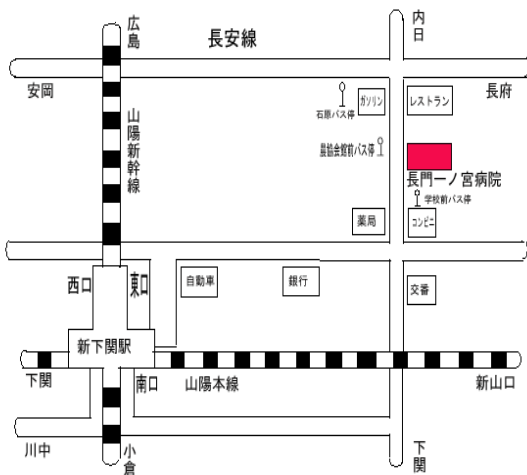 広島
内日
長安線
安岡
長府
ガソリン
レストラン
石原バス停
山陽新幹線
農協会館前バス停
長門一ノ宮病院
学校前バス停
薬局
コンビニ
西口
東口
自動車
銀行
交番
新下関駅
下関
南口
山陽本線
新山口
川中
小倉
下関